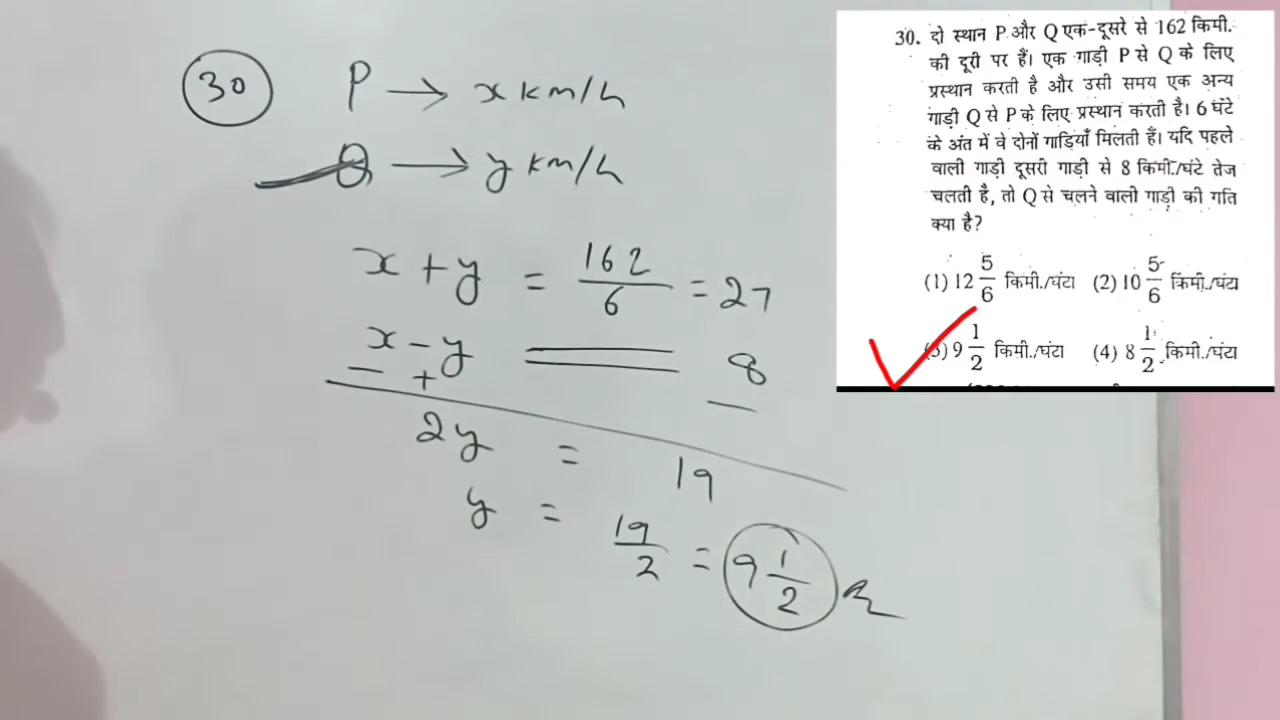 30
P → x km/h
Q → y km/h
x + y = 162/6 = 27
x - y = 8
- + -
2y = 19
y = 19/2 = 9 1/2
30. दो स्थान P और Q एक-दूसरे से 162 किमी.
की दूरी पर हैं। एक गाड़ी P से Q के लिए
प्रस्थान करती है और उसी समय एक अन्य
गाड़ी Q से P के लिए प्रस्थान करती है। 6 घंटे
के अंत में वे दोनों गाड़ियाँ मिलती हैं। यदि पहले
वाली गाड़ी दूसरी गाड़ी से 8 किमी./घंटे तेज
चलती है, तो Q से चलने वाली गाड़ी की गति
क्या है?
(1) 12 5/6 किमी./घंटा (2) 10 5/6 किमी./घंटा
(3) 9 1/2 किमी./घंटा (4) 8 1/2 किमी./घंटा